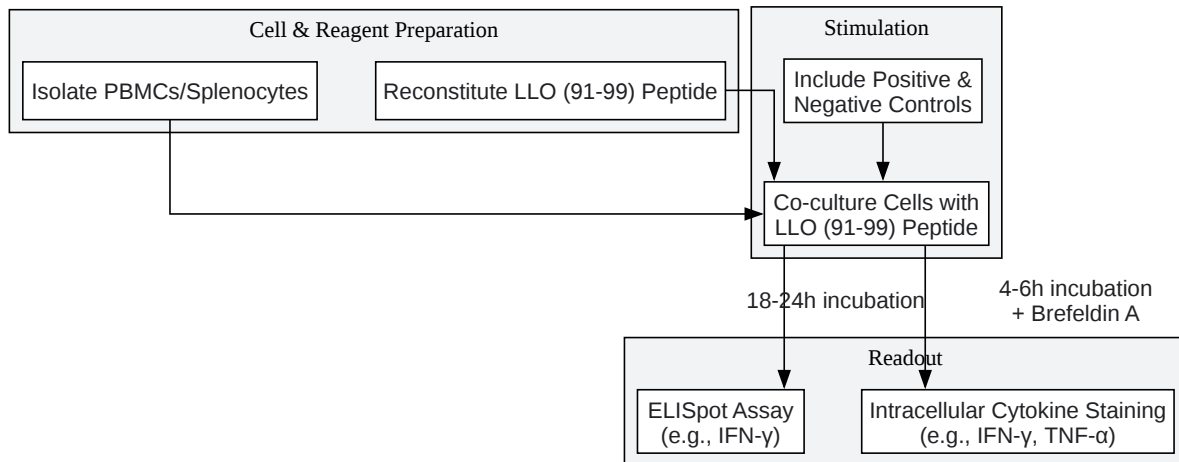 Cell & Reagent Preparation
Isolate PBMCs/Splenocytes
Reconstitute LLO (91-99) Peptide
Stimulation
Include Positive &
Negative Controls
Co-culture Cells with
LLO (91-99) Peptide
18-24h incubation
4-6h incubation
+ Brefeldin A
Readout
ELISpot Assay
(e.g., IFN-γ)
Intracellular Cytokine Staining
(e.g., IFN-γ, TNF-α)